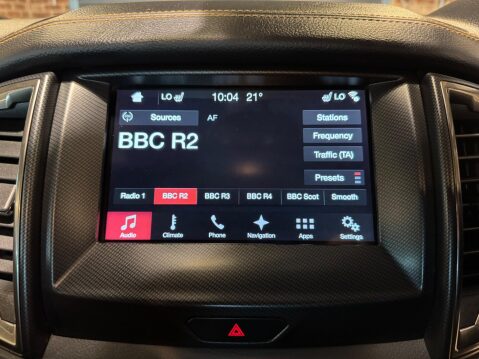 LO 10:04 21° LO
Sources AF Stations
BBC R2
Frequency
Traffic (TA)
Presets
Radio 1 BBC R2 BBC R3 BBC R4 BBC Scot Smooth
Audio Climate Phone Navigation Apps Settings